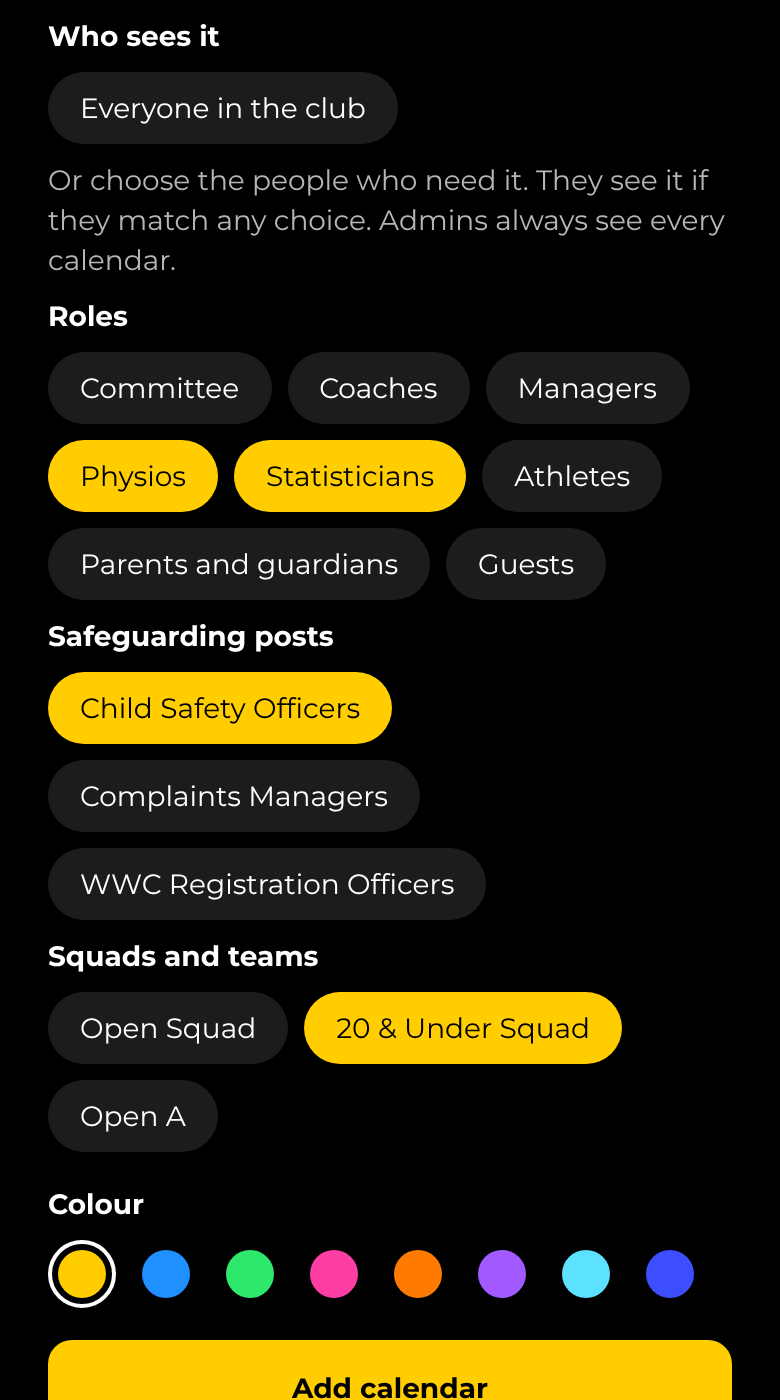 Who sees it
Everyone in the club
Or choose the people who need it. They see it if
they match any choice. Admins always see every
calendar.
Roles
Committee Coaches Managers
Physios Statisticians Athletes
Parents and guardians Guests
Safeguarding posts
Child Safety Officers
Complaints Managers
WWC Registration Officers
Squads and teams
Open Squad 20 & Under Squad
Open A
Colour
Add calendar